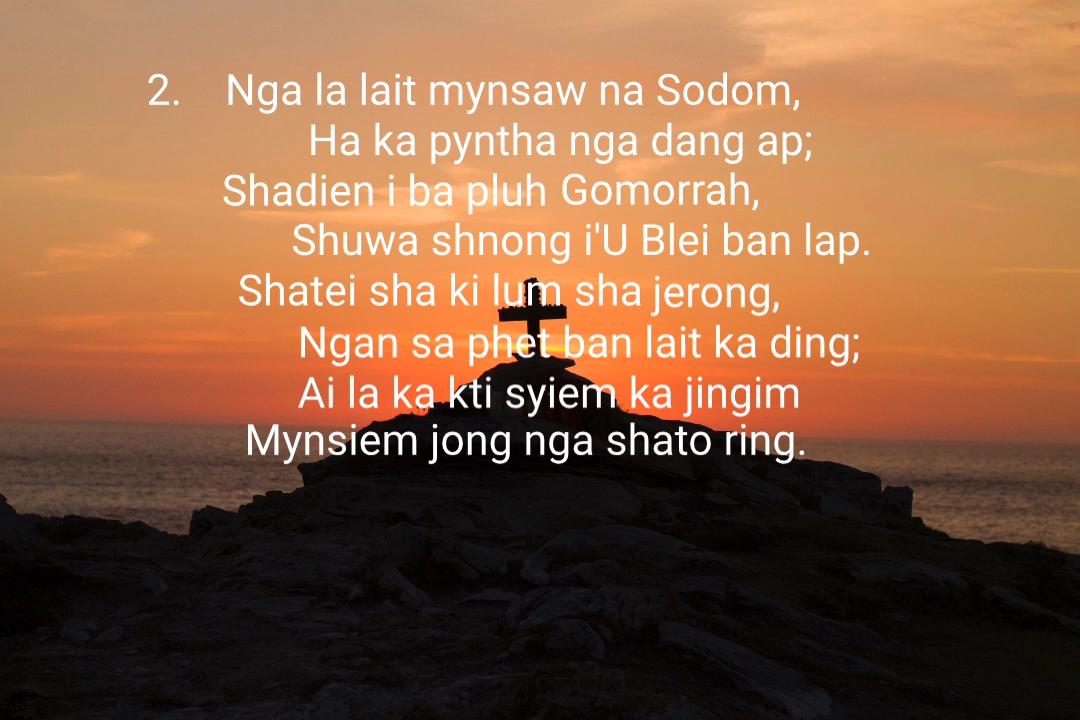 2. Nga la lait mynsaw na Sodom,
Ha ka pyntha nga dang ap;
Shadien i ba pluh Gomorrah,
Shuwa shnong i'U Blei ban lap.
Shatei sha ki lum sha jerong,
Ngan sa phet ban lait ka ding;
Ai la ka kti syiem ka jingim
Mynsiem jong nga shato ring.